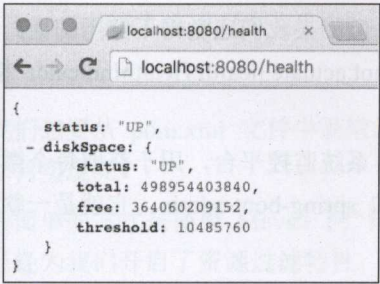 localhost:8080/health ×
localhost:8080/health
{
status: "UP",
- diskSpace: {
status: "UP",
total: 498954403840,
free: 364060209152,
threshold: 10485760
}
}